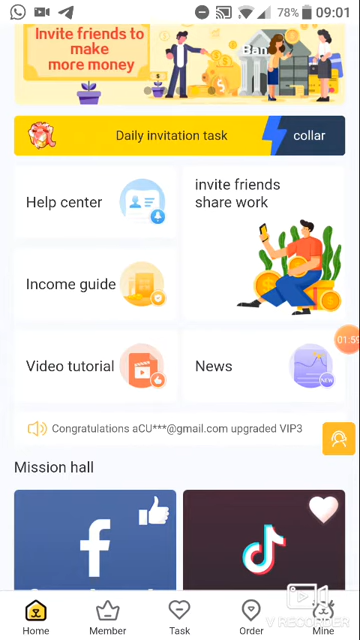 78% 09:01
Invite friends to
make
more money
Bank
Daily invitation task collar
Help center
invite friends
share work
Income guide
01:59
Video tutorial
News
NEW
Congratulations aCU***@gmail.com upgraded VIP3
Mission hall
Home Member Task Order Mine
V RECORDER